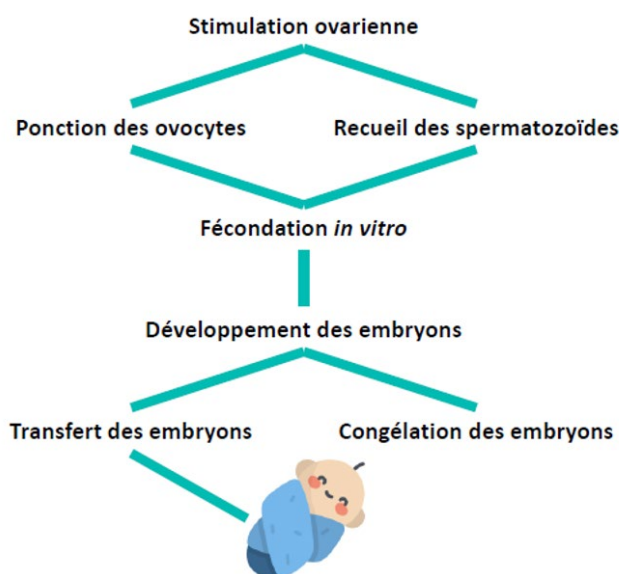 Stimulation ovarienne
Ponction des ovocytes
Recueil des spermatozoïdes
Fécondation in vitro
Développement des embryons
Transfert des embryons
Congélation des embryons